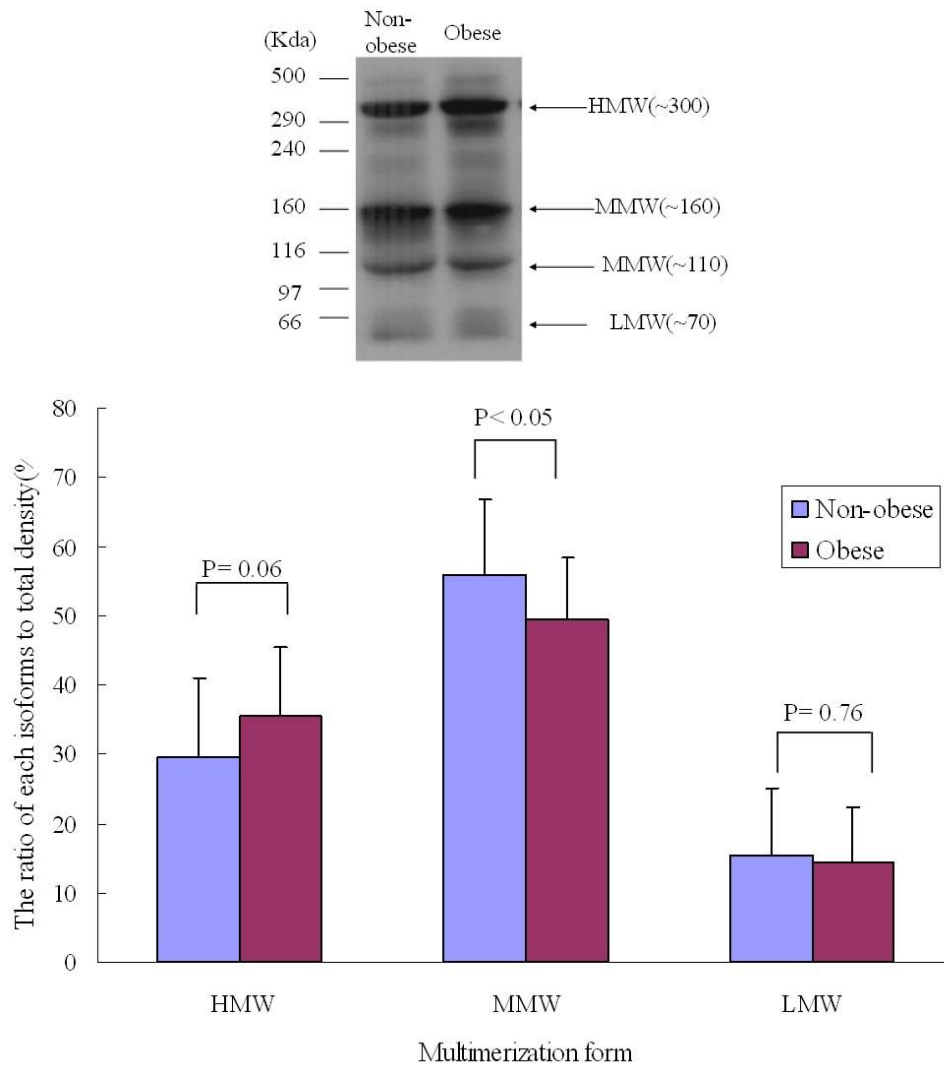 Non-
obese
Obese
(Kda)
500
290
240
160
116
97
66
HMW(~300)
MMW(~160)
MMW(~110)
LMW(~70)
The ratio of each isoforms to total density(%
80
70
60
50
40
30
20
10
0
P= 0.06
P< 0.05
P= 0.76
Non-obese
Obese
HMW
MMW
LMW
Multimerization form